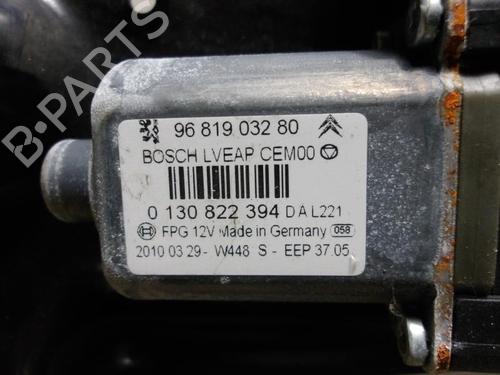 B-PARTS
96 819 032 80
BOSCH LVEAP CEM00
0 130 822 394 D A L221
FPG 12V Made in Germany 058
2010 03 29- W448 S - EEP 37.05